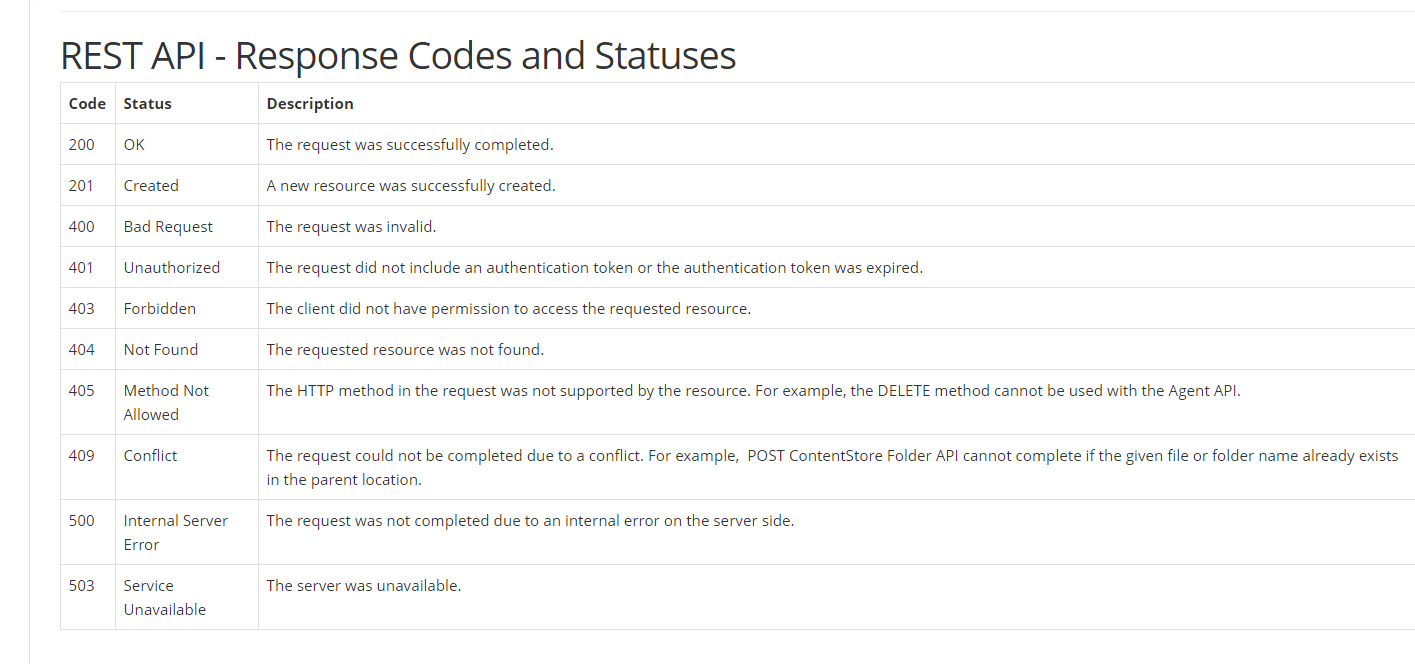 REST API - Response Codes and Statuses
Code Status Description
200 OK The request was successfully completed.
201 Created A new resource was successfully created.
400 Bad Request The request was invalid.
401 Unauthorized The request did not include an authentication token or the authentication token was expired.
403 Forbidden The client did not have permission to access the requested resource.
404 Not Found The requested resource was not found.
405 Method Not The HTTP method in the request was not supported by the resource. For example, the DELETE method cannot be used with the Agent API.
Allowed
409 Conflict The request could not be completed due to a conflict. For example,  POST ContentStore Folder API cannot complete if the given file or folder name already exists
in the parent location.
500 Internal Server The request was not completed due to an internal error on the server side.
Error
503 Service The server was unavailable.
Unavailable